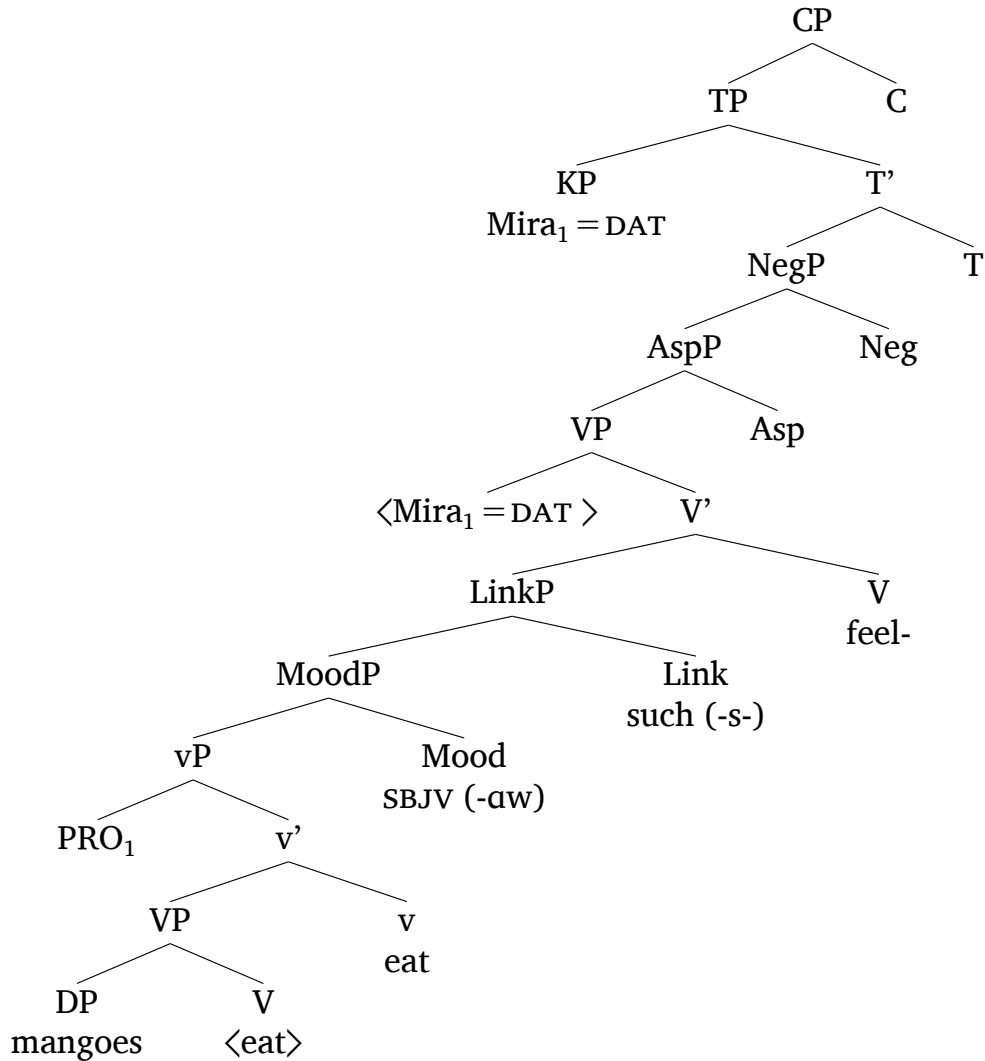 CP
TP C
KP T’
Mira₁ = DAT
NegP T
AspP Neg
VP Asp
⟨Mira₁ = DAT ⟩ V’
LinkP V
feel-
MoodP Link
such (-s-)
vP Mood
SBJV (-ɑw)
PRO₁ v’
VP v
eat
DP V
mangoes ⟨eat⟩